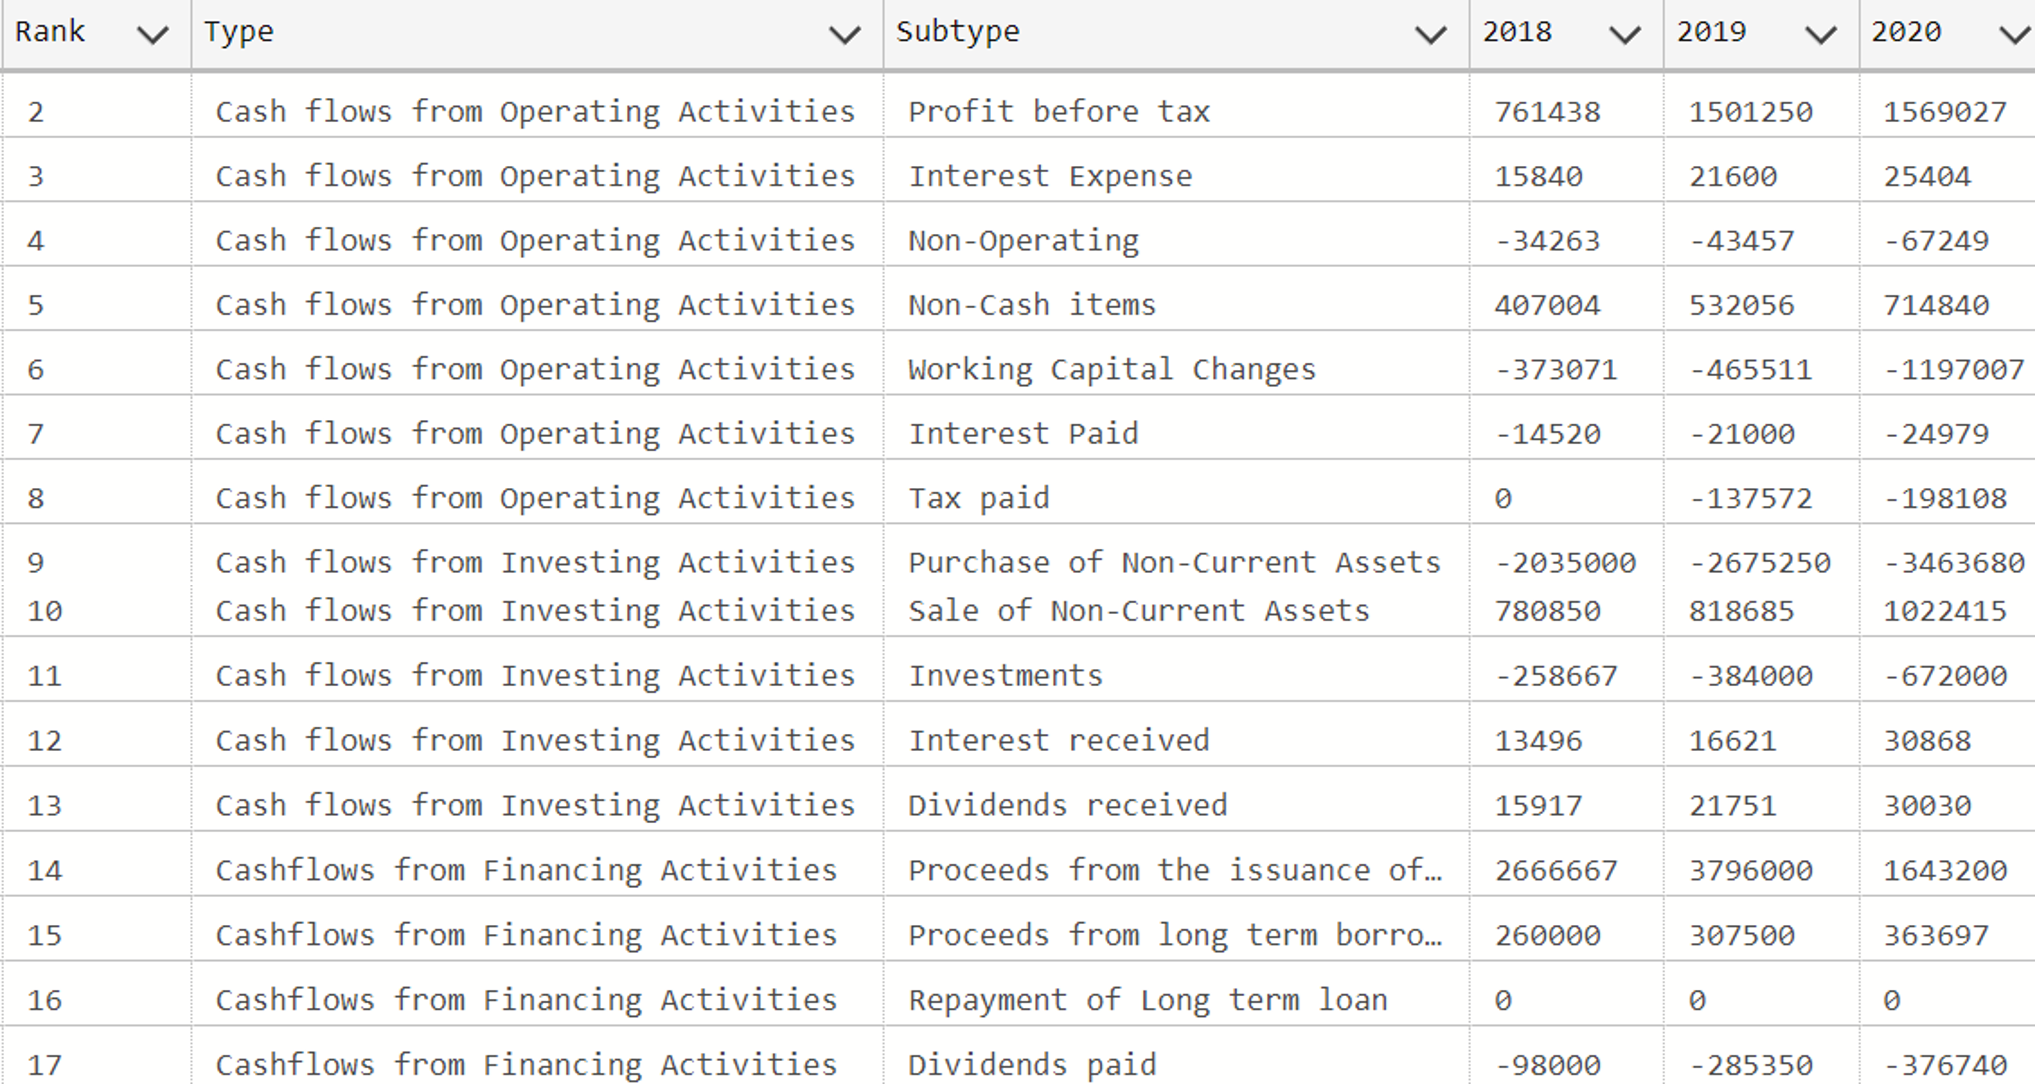 Rank Type Subtype 2018 2019 2020
2 Cash flows from Operating Activities Profit before tax 761438 1501250 1569027
3 Cash flows from Operating Activities Interest Expense 15840 21600 25404
4 Cash flows from Operating Activities Non-Operating -34263 -43457 -67249
5 Cash flows from Operating Activities Non-Cash items 407004 532056 714840
6 Cash flows from Operating Activities Working Capital Changes -373071 -465511 -1197007
7 Cash flows from Operating Activities Interest Paid -14520 -21000 -24979
8 Cash flows from Operating Activities Tax paid 0 -137572 -198108
9 Cash flows from Investing Activities Purchase of Non-Current Assets -2035000 -2675250 -3463680
10 Cash flows from Investing Activities Sale of Non-Current Assets 780850 818685 1022415
11 Cash flows from Investing Activities Investments -258667 -384000 -672000
12 Cash flows from Investing Activities Interest received 13496 16621 30868
13 Cash flows from Investing Activities Dividends received 15917 21751 30030
14 Cashflows from Financing Activities Proceeds from the issuance of… 2666667 3796000 1643200
15 Cashflows from Financing Activities Proceeds from long term borro… 260000 307500 363697
16 Cashflows from Financing Activities Repayment of Long term loan 0 0 0
17 Cashflows from Financing Activities Dividends paid -98000 -285350 -376740